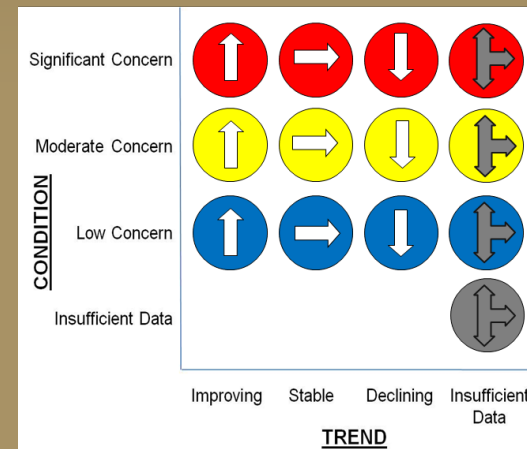 Significant Concern
Moderate Concern
Low Concern
Insufficient Data
CONDITION
Improving Stable Declining Insufficient
Data
TREND